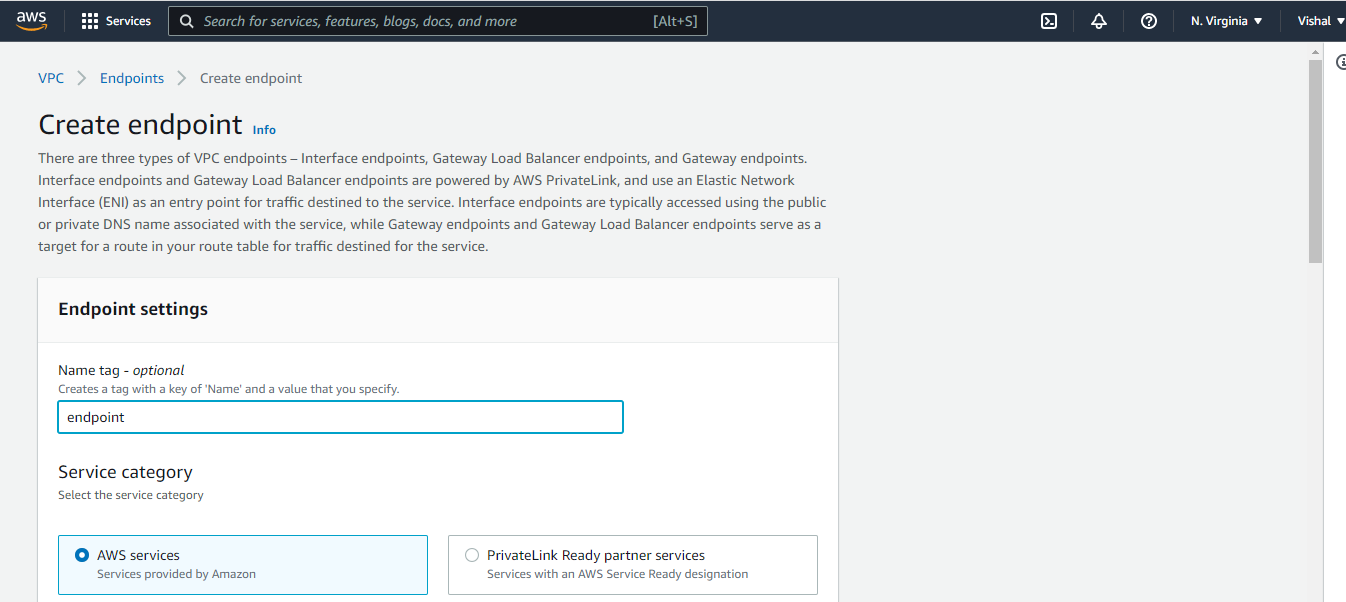 aws
Services
Search for services, features, blogs, docs, and more
[Alt+S]
N. Virginia
Vishal
VPC
Endpoints
Create endpoint
Create endpoint Info
There are three types of VPC endpoints – Interface endpoints, Gateway Load Balancer endpoints, and Gateway endpoints.
Interface endpoints and Gateway Load Balancer endpoints are powered by AWS PrivateLink, and use an Elastic Network
Interface (ENI) as an entry point for traffic destined to the service. Interface endpoints are typically accessed using the public
or private DNS name associated with the service, while Gateway endpoints and Gateway Load Balancer endpoints serve as a
target for a route in your route table for traffic destined for the service.
Endpoint settings
Name tag - optional
Creates a tag with a key of 'Name' and a value that you specify.
endpoint
Service category
Select the service category
AWS services
Services provided by Amazon
PrivateLink Ready partner services
Services with an AWS Service Ready designation